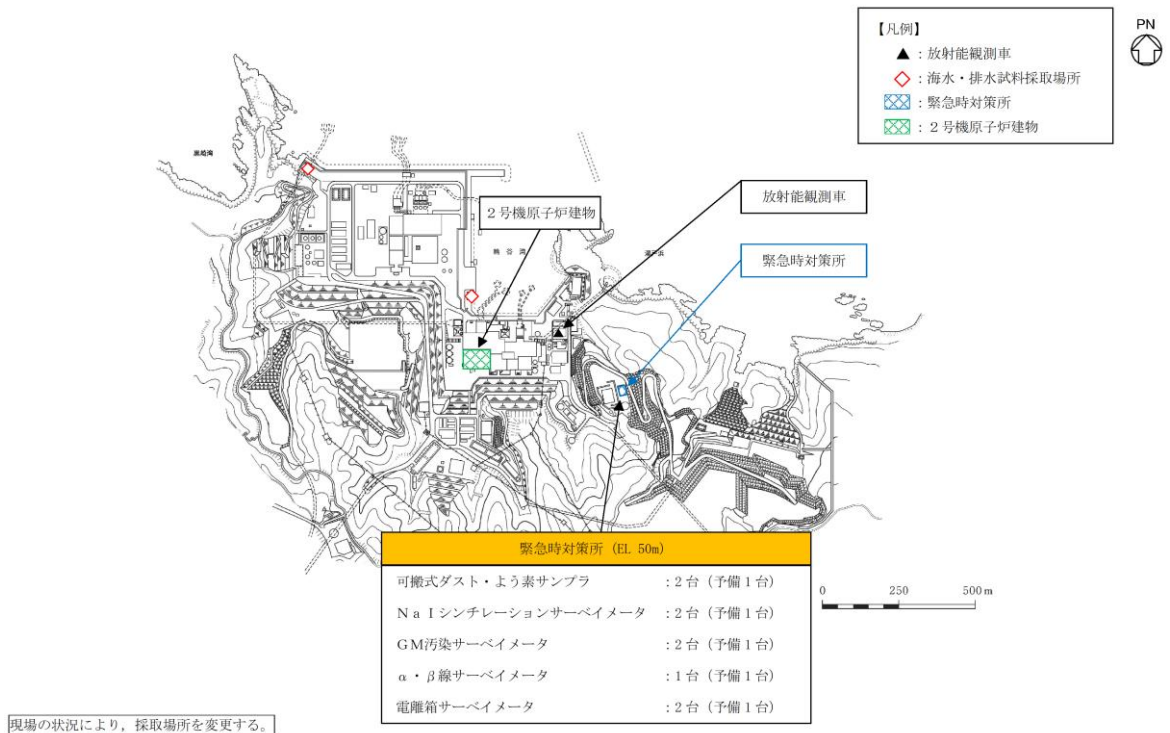 【凡例】
▲：放射能観測車
◇：海水・排水試料採取場所
：緊急時対策所
：２号機原子炉建物
PN
２号機原子炉建物
放射能観測車
緊急時対策所
緊急時対策所（EL 50m）
可搬式ダスト・よう素サンプラ ：２台（予備１台）
ＮａＩシンチレーションサーベイメータ ：２台（予備１台）
ＧＭ汚染サーベイメータ ：２台（予備１台）
α・β線サーベイメータ ：１台（予備１台）
電離箱サーベイメータ ：２台（予備１台）
0 250 500m
現場の状況により，採取場所を変更する。